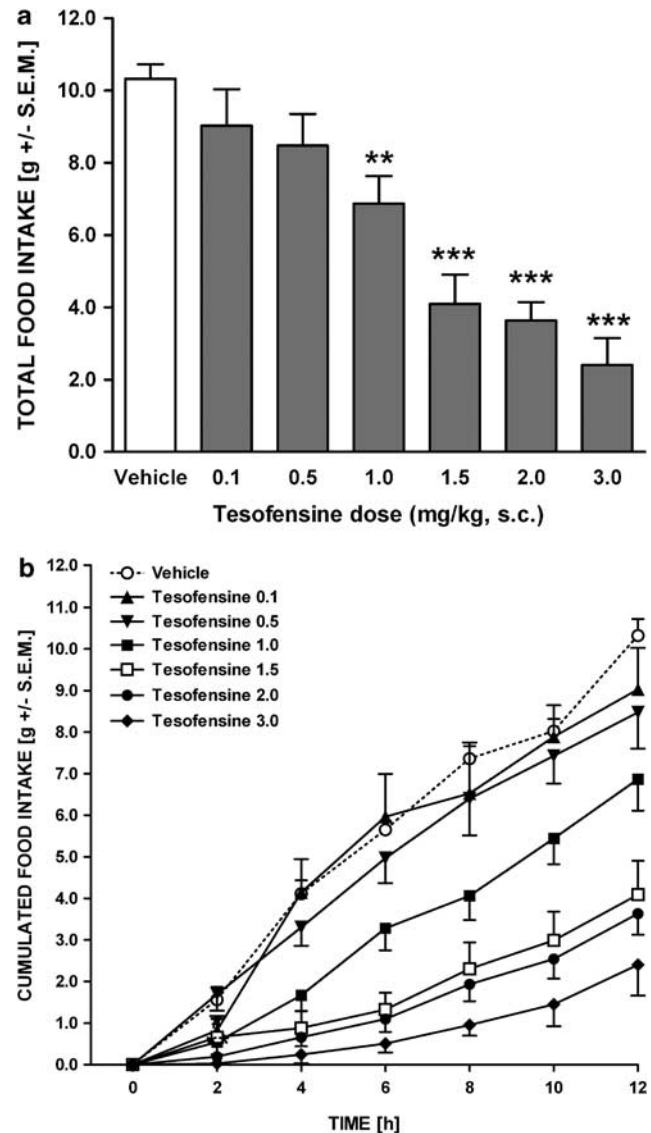 a
12.0
10.0
8.0
6.0
4.0
2.0
0.0
TOTAL FOOD INTAKE [g +/- S.E.M.]
**
***
***
***
Vehicle 0.1 0.5 1.0 1.5 2.0 3.0
Tesofensine dose (mg/kg, s.c.)
b
12.0
11.0
10.0
9.0
8.0
7.0
6.0
5.0
4.0
3.0
2.0
1.0
0.0
CUMULATED FOOD INTAKE [g +/- S.E.M.]
Vehicle
Tesofensine 0.1
Tesofensine 0.5
Tesofensine 1.0
Tesofensine 1.5
Tesofensine 2.0
Tesofensine 3.0
0 2 4 6 8 10 12
TIME [h]